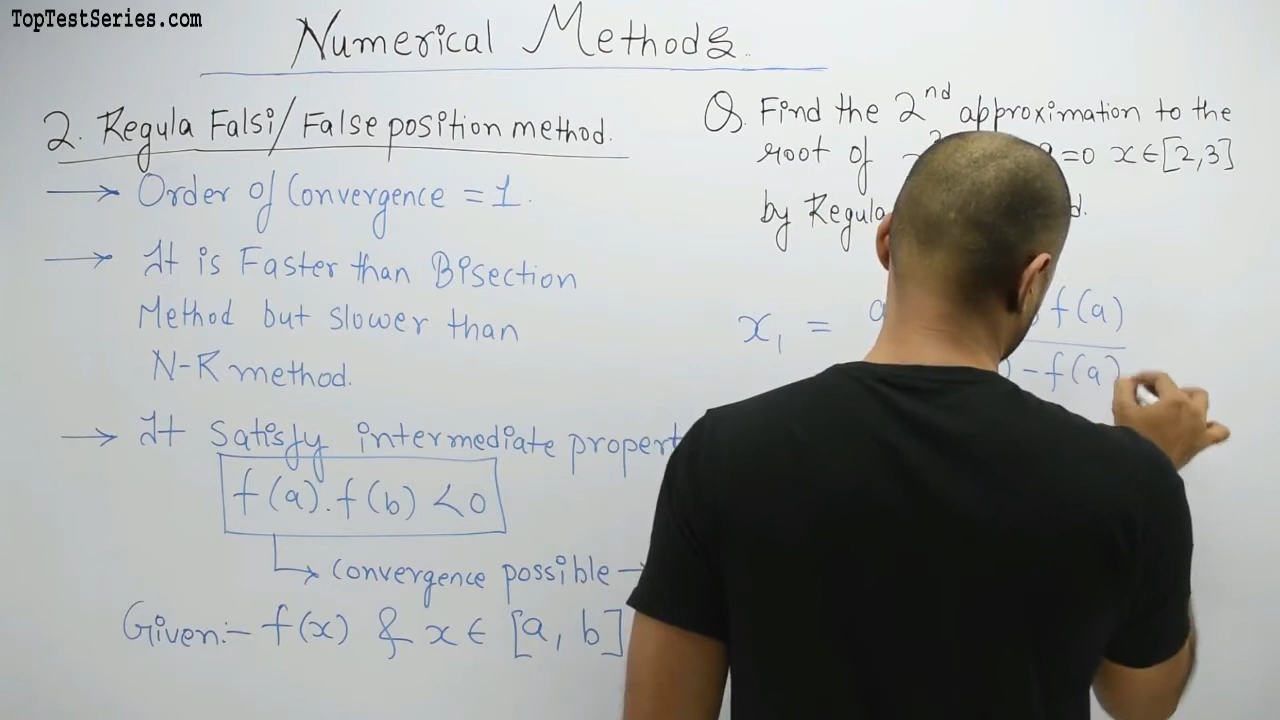 TopTestSeries.com
Numerical Methods
2. Regula Falsi/False position method.
→ Order of Convergence = 1.
→ It is Faster than Bisection
Method but slower than
N-R method.
→ It Satisfy intermediate propert
f(a).f(b) <0
→ convergence possible →
Given:- f(x) & x ∈ [a, b]
Q. Find the 2nd approximation to the
root of =0 x∈[2,3]
by Regula
x₁ = a f(a)
) - f(a)